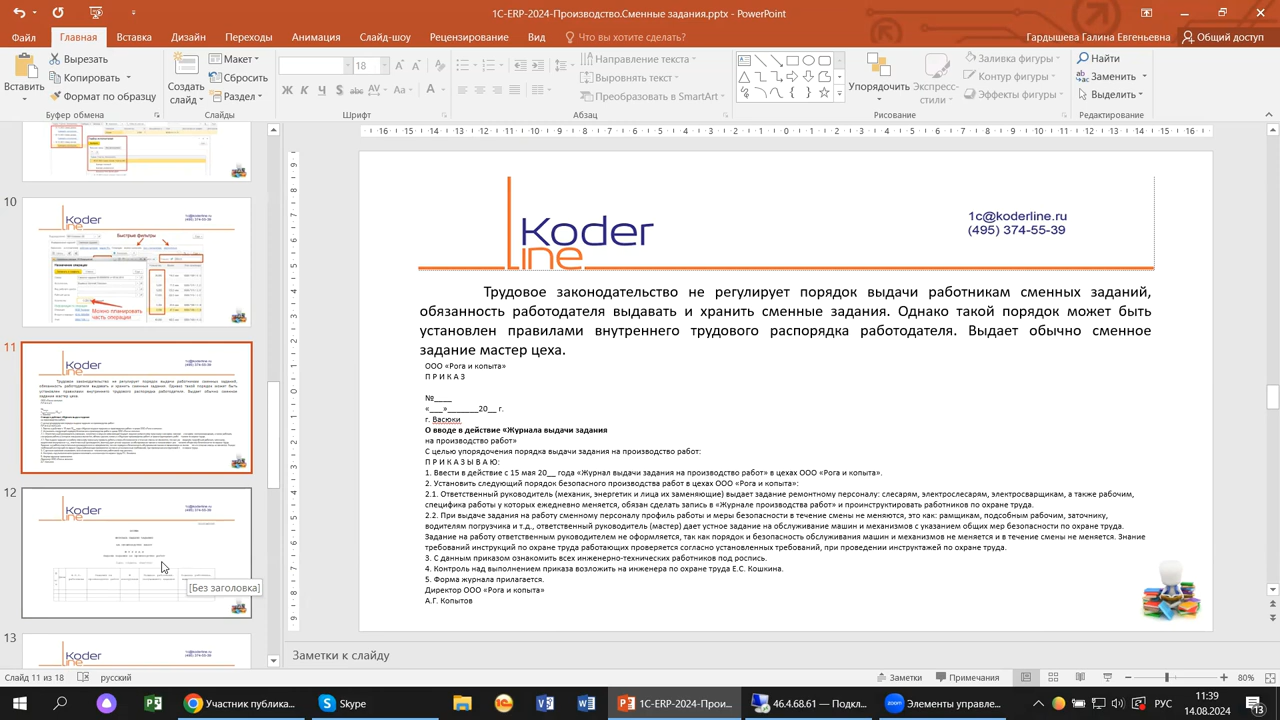 1C-ERP-2024-Производство-Сменные задания.pptx - PowerPoint
Файл Главная Вставка Дизайн Переходы Анимация Слайд-шоу Рецензирование Вид Что вы хотите сделать? Гардышева Галина Евгеньевна Общий доступ
Вставить
Вырезать
Копировать
Формат по образцу
Буфер обмена
Создать слайд
Макет
Сбросить
Раздел
Слайды
18
Шрифт
Направление текста
Выровнять текст
Преобразовать в SmartArt
Абзац
Упорядочить
Экспресс-стили
Заливка фигуры
Контур фигуры
Эффекты фигуры
Рисование
Найти
Заменить
Выделить
Редактирование
10
Koder line
Быстрые фильтры
Можно планировать
часть операции
11
Koder line
12
Koder line
[Без заголовка]
13
Koder line
Koder
line
1c@koderline.ru
(495) 374-55-39
Трудовое законодательство не регулирует порядок выдачи работникам сменных заданий,
обязанность работодателя выдавать и хранить сменные задания. Однако такой порядок может быть
установлен правилами внутреннего трудового распорядка работодателя. Выдает обычно сменное
задание мастер цеха.
ООО «Рога и копыта»
П Р И К А З
№____
«___»___________
г. Васюки
О вводе в действие «Журнала выдачи задания
на производство работ»
С целью упорядочения порядка выдачи задания на производство работ:
П Р И К А З Ы В А Ю:
1. Ввести в действие с 15 мая 20__ года «Журнал выдачи задания на производство работ» в цехах ООО «Рога и копыта».
2. Установить следующий порядок безопасного производства работ в цехах ООО «Рога и копыта»:
2.1. Ответственный руководитель (механик, энергетик и лица их заменяющие) выдает задание ремонтному персоналу: слесарям, электрослесарям, электросварщикам, а также рабочим,
специфика работы у которых ежедневно меняется, обязан сделать запись в «Журнале производства работ» и проинструктировать работников по охране труда.
2.2. При выдаче задания на работу сменному персоналу профиль работы и меры безопасности в течение смены не меняются, это как: рамщикам, подсобным рабочим, заточнику,
водителям погрузчика и т.д., ответственный руководитель (мастер) дает устное задание на обслуживание машин и механизмов с указанием общих мер безопасности по охране труда.
Задание на работу ответственным руководителем не оформляется, так как порядок и безопасность обслуживания машин и механизмов не меняется и в течение смены не меняется. Знание
требований инструкций по охране труда работающих проверяется согласно установленных требований, при проведении инструктажей по охране труда.
3. С данным приказом ознакомить всех инженерно-технических работников под роспись.
4. Контроль над выполнением приказа возложить на инженера по охране труда Е.С. Кошкина.
5. Форма журнала прилагается.
Директор ООО «Рога и копыта»
А.Г. Копытов
Заметки к слайду
Слайд 11 из 18 русский Заметки Примечания 80%
Участник публика... Skype 1C-ERP-2024-Прои... 46.4.68.61 — Подкл... Элементы управле... РУС 11:39
14.08.2024